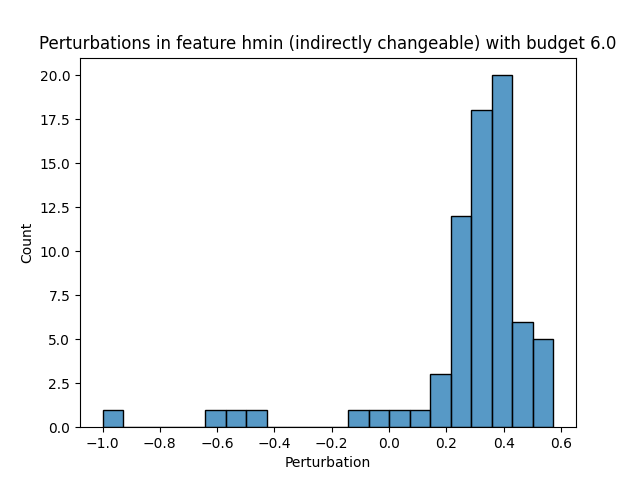 Perturbations in feature hmin (indirectly changeable) with budget 6.0
20.0
17.5
15.0
12.5
10.0
7.5
5.0
2.5
0.0
Count
−1.0 −0.8 −0.6 −0.4 −0.2 0.0 0.2 0.4 0.6
Perturbation